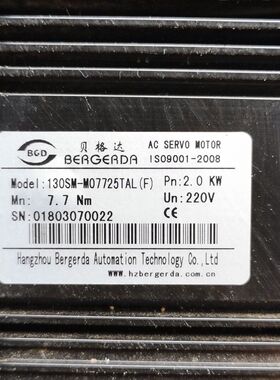 贝格达
BGD
BERGERDA
AC SERVO MOTOR
ISO9001-2008
Model:130SM-M07725TAL(F) Pn:2.0 KW
Mn: 7.7 Nm Un:220V
SN:01803070022 CE
Hangzhou Bergerda Automation Technology Co.,Ltd
www.hzbergerda.com.cn